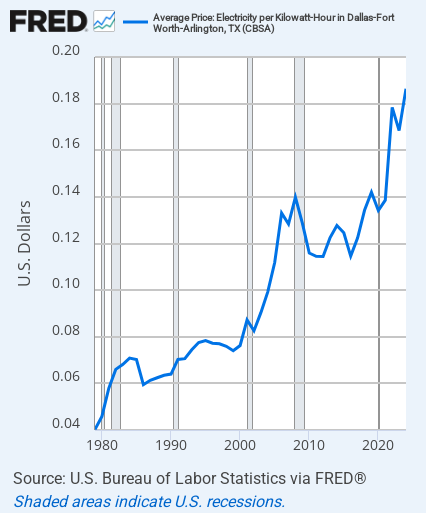 FRED
Average Price: Electricity per Kilowatt-Hour in Dallas-Fort
Worth-Arlington, TX (CBSA)
0.20
0.18
0.16
0.14
0.12
0.10
0.08
0.06
0.04
U.S. Dollars
1980
1990
2000
2010
2020
Source: U.S. Bureau of Labor Statistics via FRED®
Shaded areas indicate U.S. recessions.